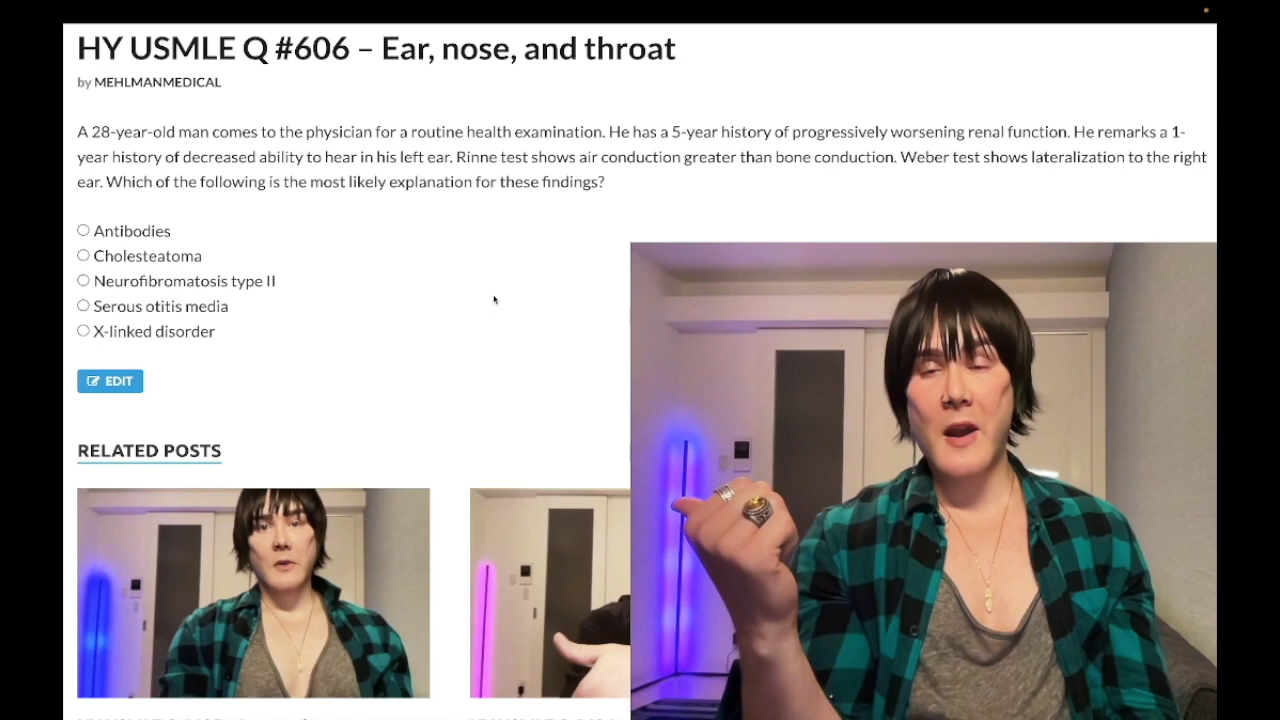 HY USMLE Q #606 – Ear, nose, and throat
by MEHLMANMEDICAL
A 28-year-old man comes to the physician for a routine health examination. He has a 5-year history of progressively worsening renal function. He remarks a 1-
year history of decreased ability to hear in his left ear. Rinne test shows air conduction greater than bone conduction. Weber test shows lateralization to the right
ear. Which of the following is the most likely explanation for these findings?
Antibodies
Cholesteatoma
Neurofibromatosis type II
Serous otitis media
X-linked disorder
EDIT
RELATED POSTS